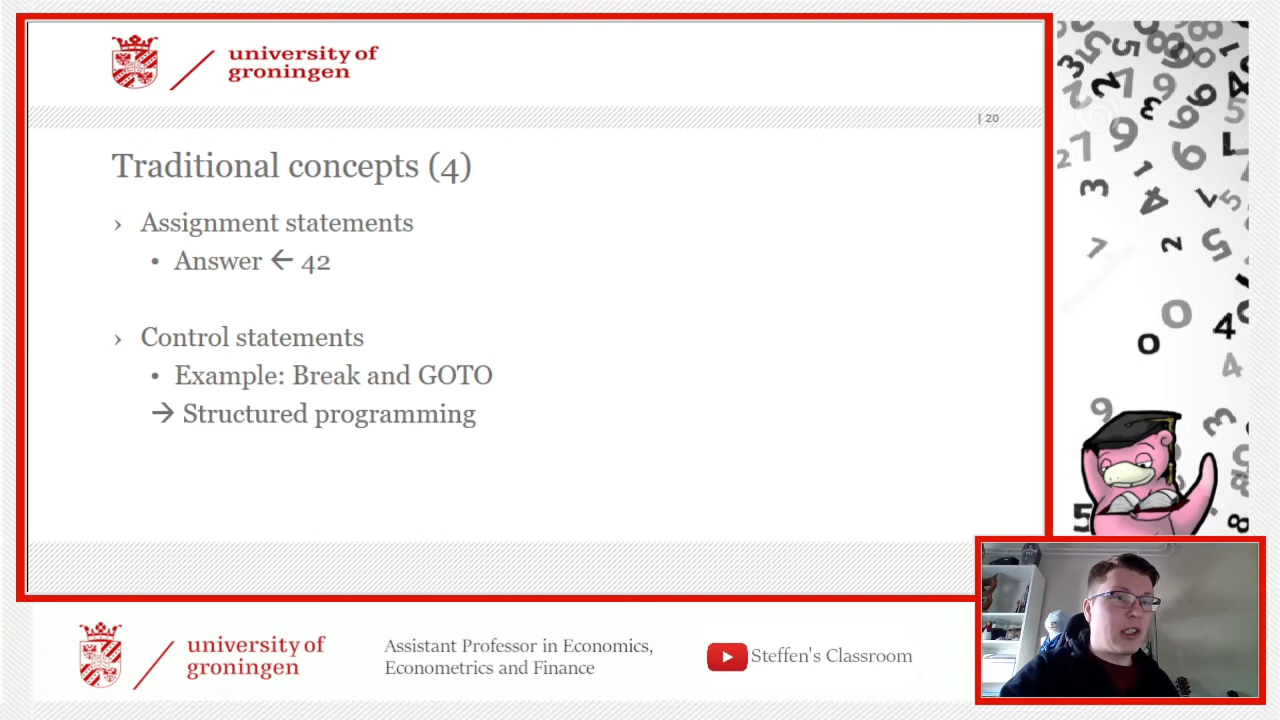 university of
groningen
| 20
Traditional concepts (4)
› Assignment statements
• Answer ← 42
› Control statements
• Example: Break and GOTO
→ Structured programming
university of
groningen
Assistant Professor in Economics,
Econometrics and Finance
Steffen's Classroom